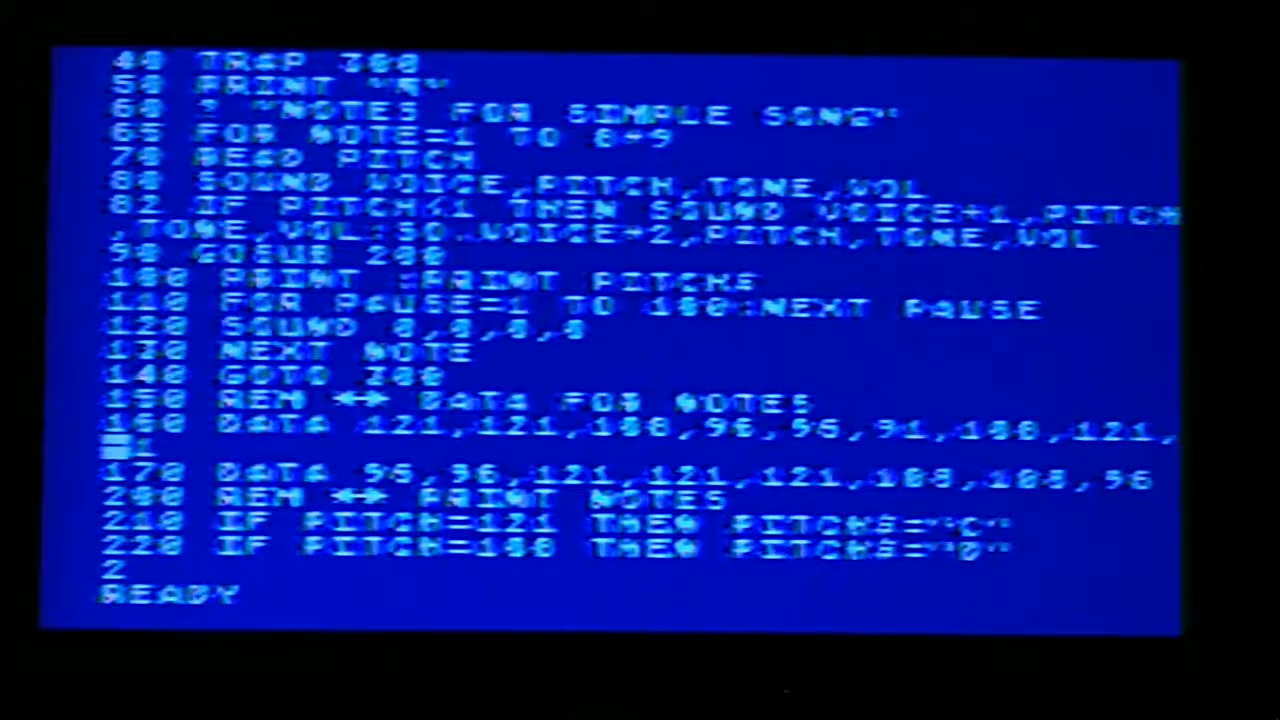 40 TRAP 300
50 PRINT "↰"
60 ? "NOTES FOR SIMPLE SONG"
65 FOR NOTE=1 TO 8+9
70 READ PITCH
80 SOUND VOICE,PITCH,TONE,VOL
82 IF PITCH<1 THEN SOUND VOICE+1,PITCH
,TONE,VOL:SO.VOICE+2,PITCH,TONE,VOL
90 GOSUB 200
100 PRINT :PRINT PITCH$
110 FOR PAUSE=1 TO 100:NEXT PAUSE
120 SOUND 0,0,0,0
130 NEXT NOTE
140 GOTO 300
150 REM ** DATA FOR NOTES
160 DATA 121,121,108,96,96,91,108,121,
1
170 DATA 96,96,121,121,121,108,108,96
200 REM ** PRINT NOTES
210 IF PITCH=121 THEN PITCH$="C"
220 IF PITCH=108 THEN PITCH$="D"
2
READY